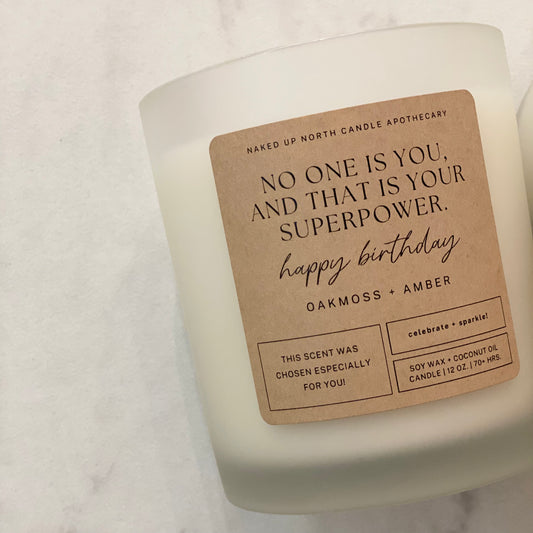 NAKED UP NORTH CANDLE APOTHECARY
NO ONE IS YOU,
AND THAT IS YOUR
SUPERPOWER.
happy birthday
OAKMOSS + AMBER
THIS SCENT WAS
CHOSEN ESPECIALLY
FOR YOU!
celebrate + sparkle!
SOY WAX + COCONUT OIL
CANDLE | 12 OZ. | 70+ HRS.